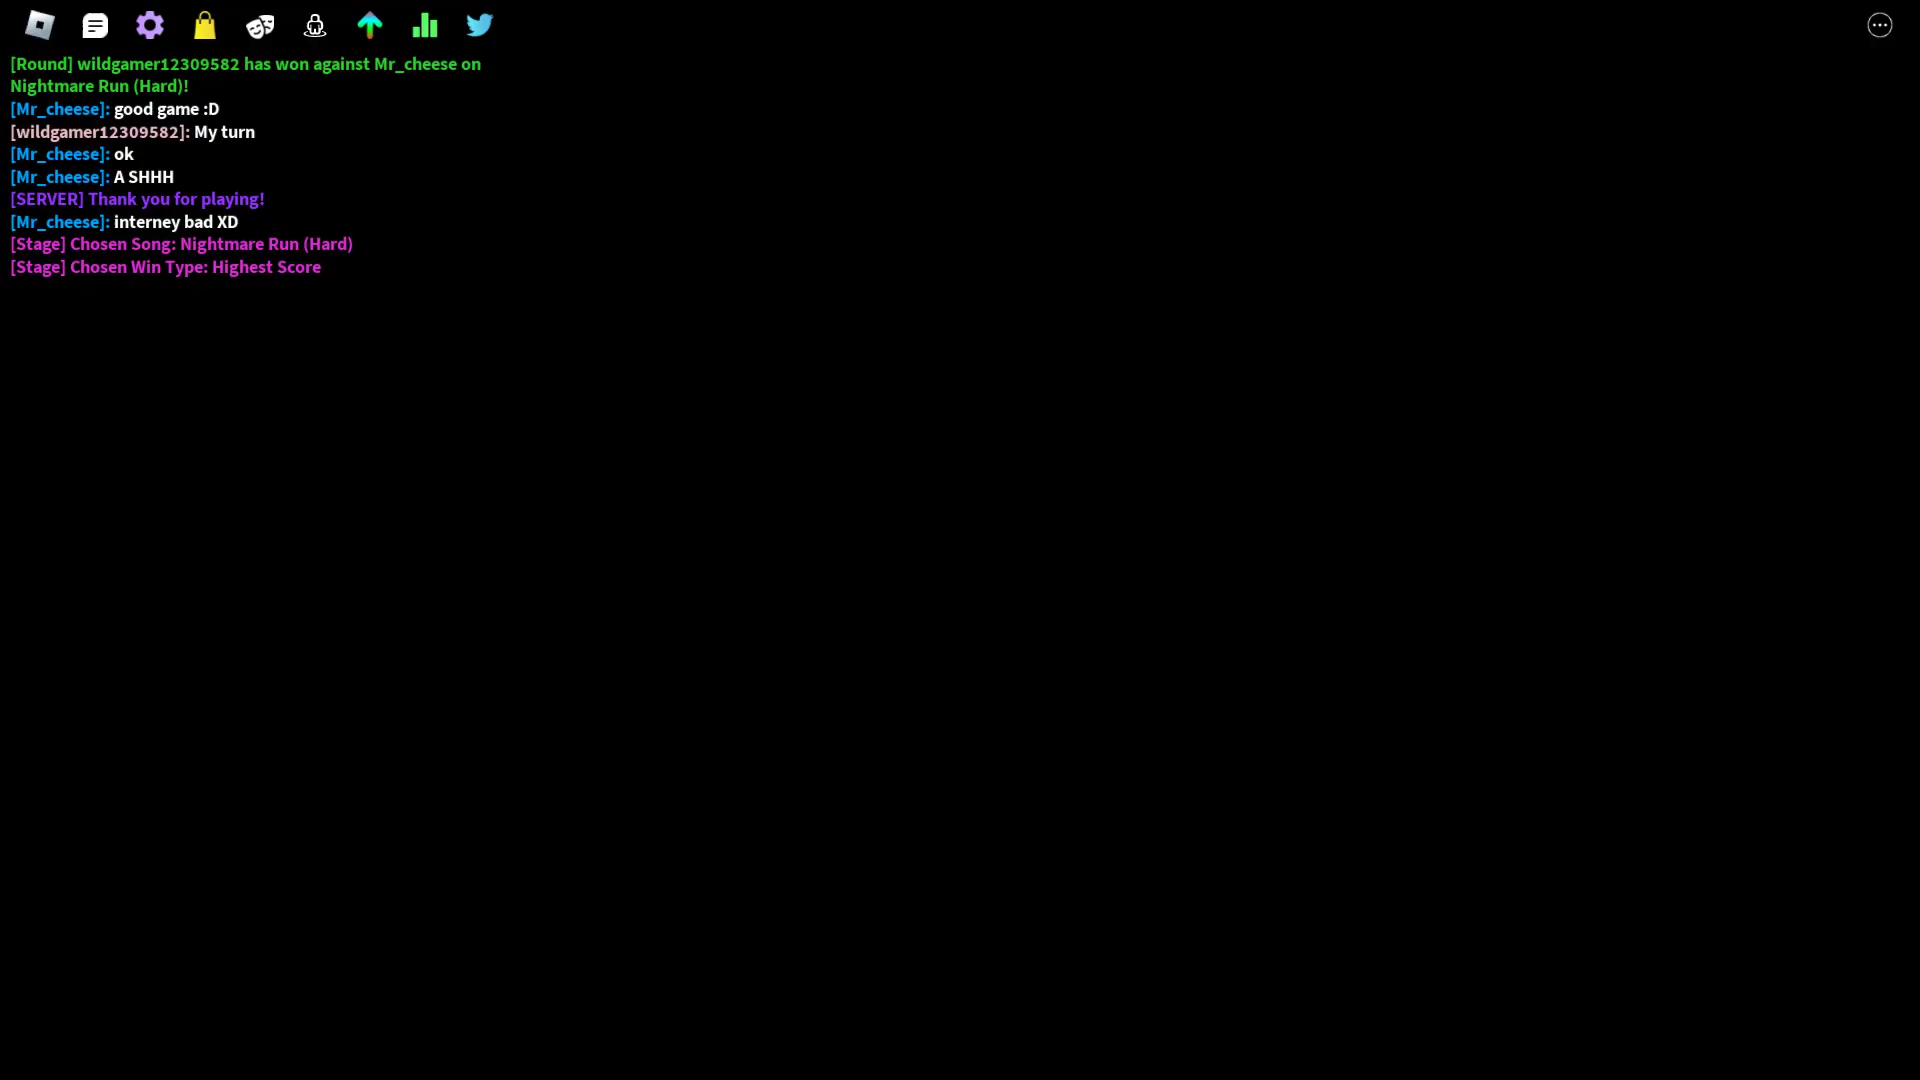 [Round] wildgamer12309582 has won against Mr_cheese on
Nightmare Run (Hard)!
[Mr_cheese]: good game :D
[wildgamer12309582]: My turn
[Mr_cheese]: ok
[Mr_cheese]: A SHHH
[SERVER] Thank you for playing!
[Mr_cheese]: interney bad XD
[Stage] Chosen Song: Nightmare Run (Hard)
[Stage] Chosen Win Type: Highest Score